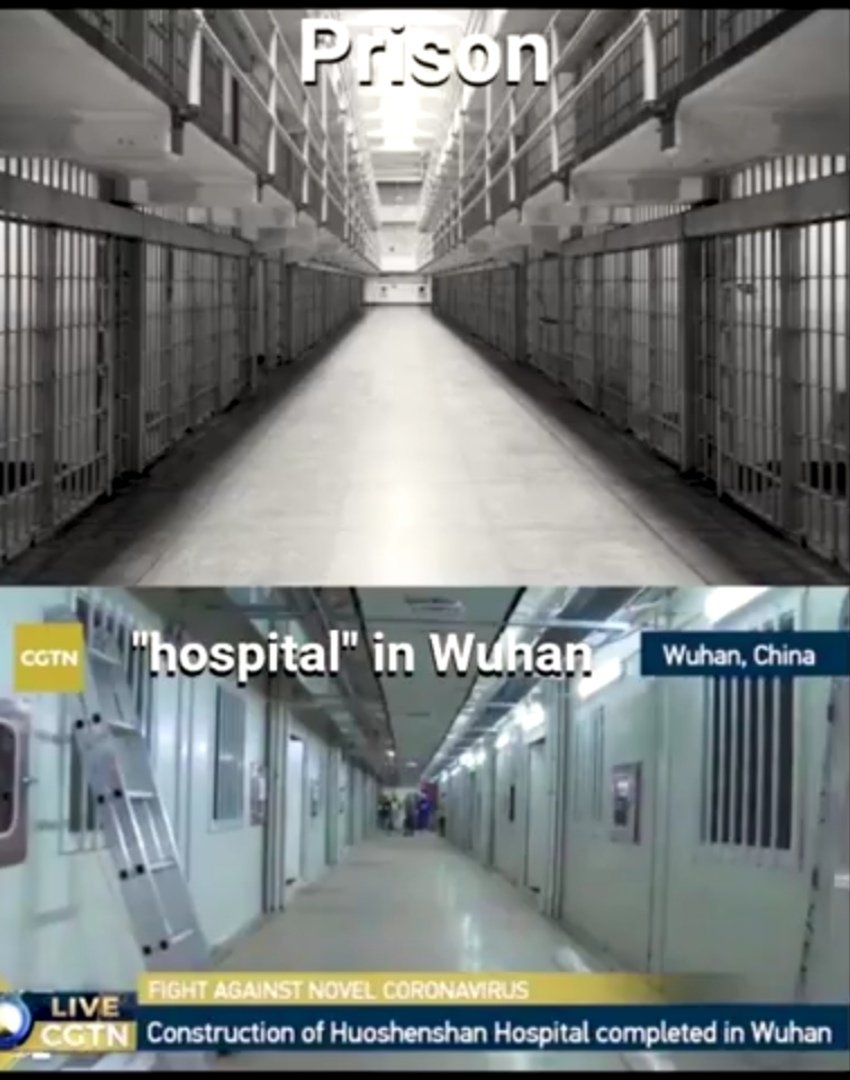 Prison
CGTN
"hospital" in Wuhan
Wuhan, China
FIGHT AGAINST NOVEL CORONAVIRUS
LIVE
CGTN
Construction of Huoshenshan Hospital completed in Wuhan